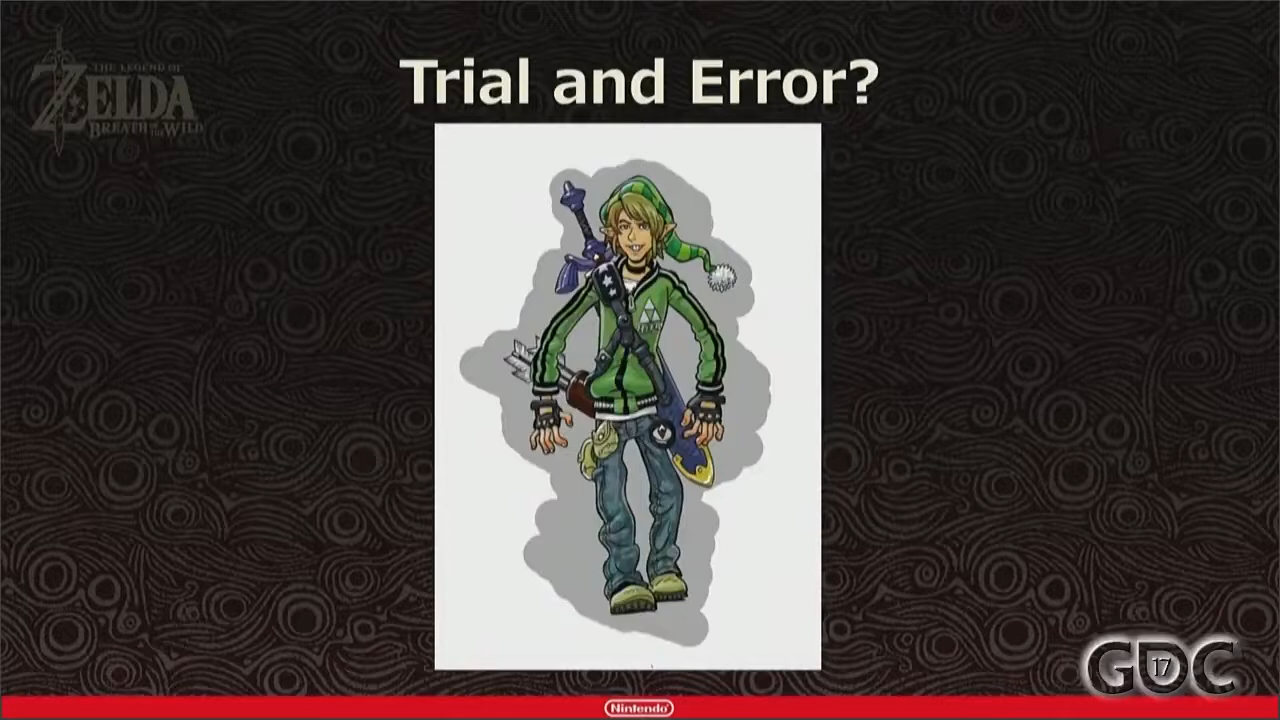 Trial and Error?
THE LEGEND OF
ZELDA
BREATH OF THE WILD
GDC
17
Nintendo